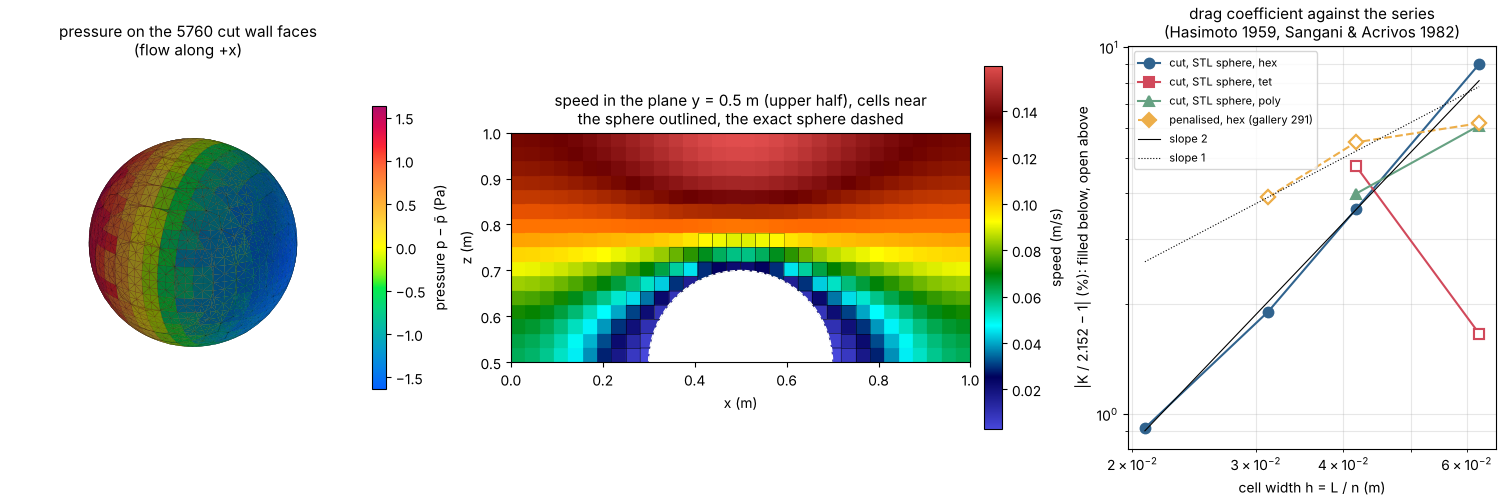 pressure on the 5760 cut wall faces
(flow along +x)
1.5
1.0
0.5
0.0
−0.5
−1.0
−1.5
pressure p − p̄ (Pa)
speed in the plane y = 0.5 m (upper half), cells near
the sphere outlined, the exact sphere dashed
1.0
0.9
0.8
0.7
0.6
0.5
z (m)
0.0
0.2
0.4
0.6
0.8
1.0
x (m)
0.14
0.12
0.10
0.08
0.06
0.04
0.02
speed (m/s)
drag coefficient against the series
(Hasimoto 1959, Sangani & Acrivos 1982)
cut, STL sphere, hex
cut, STL sphere, tet
cut, STL sphere, poly
penalised, hex (gallery 291)
slope 2
slope 1
10¹
10⁰
|K / 2.152 − 1| (%): filled below, open above
2 × 10⁻²
3 × 10⁻²
4 × 10⁻²
6 × 10⁻²
cell width h = L / n (m)